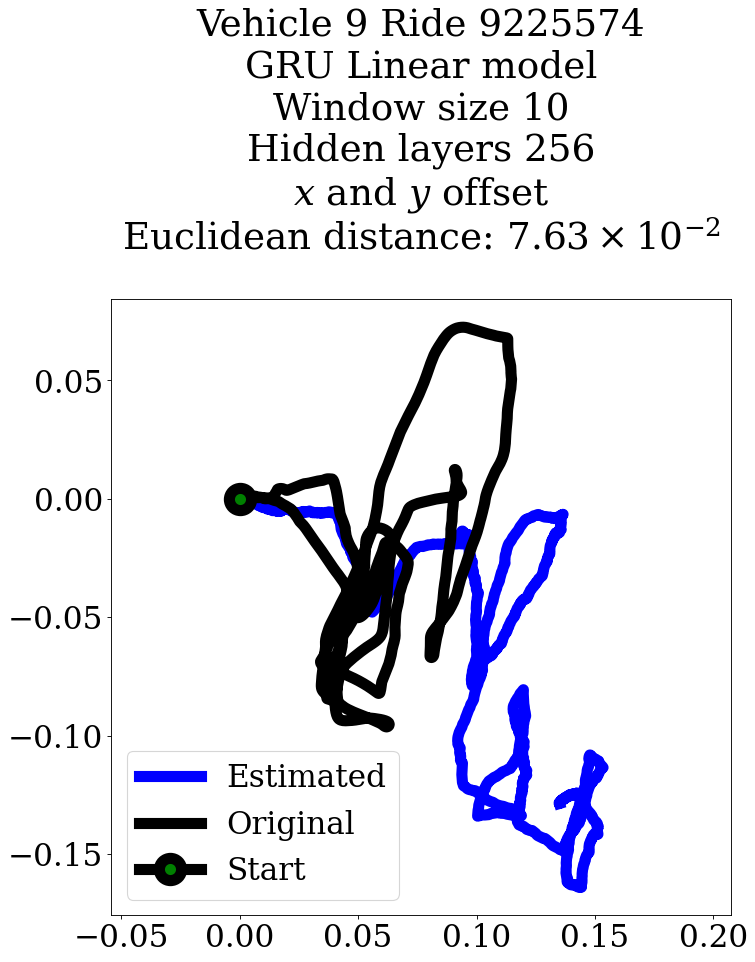 Vehicle 9 Ride 9225574
GRU Linear model
Window size 10
Hidden layers 256
x and y offset
Euclidean distance: 7.63 × 10⁻²
0.05
0.00
−0.05
−0.10
−0.15
Estimated
Original
Start
−0.05 0.00 0.05 0.10 0.15 0.20